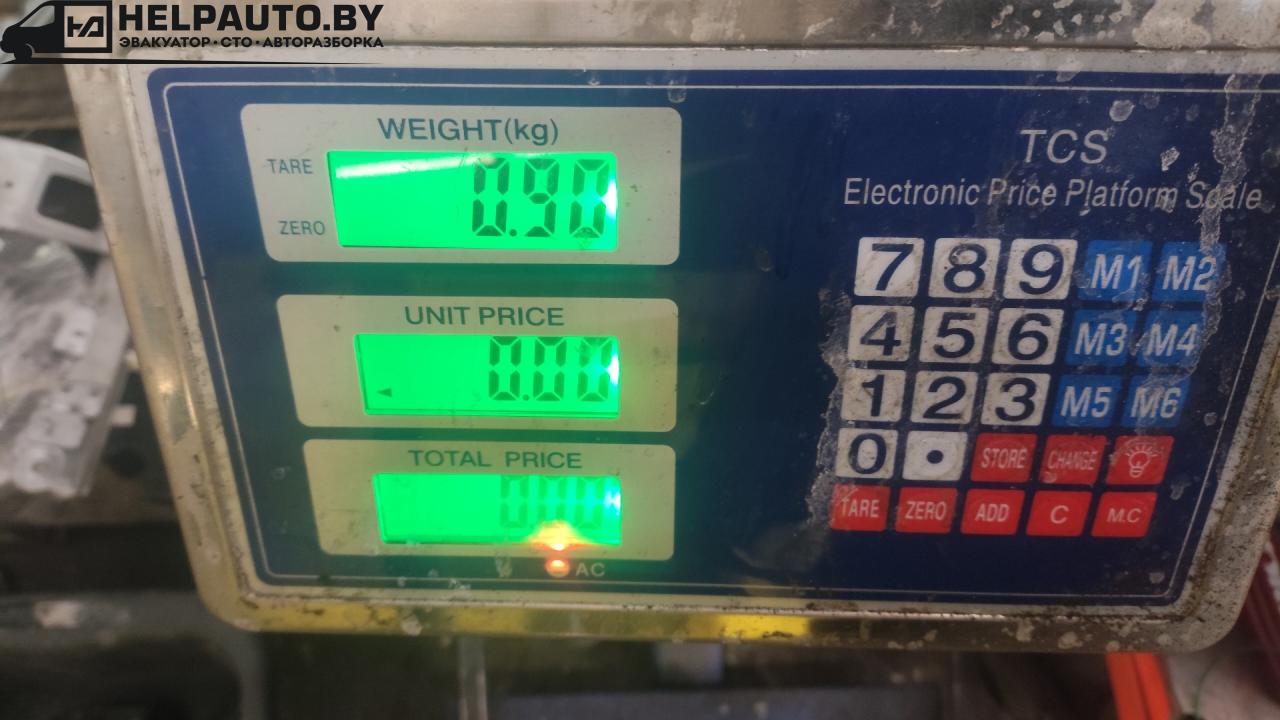 HELPAUTO.BY
ЭВАКУАТОР·СТО·АВТОРАЗБОРКА
WEIGHT(kg)
TARE
0.90
ZERO
UNIT PRICE
0.00
TOTAL PRICE
000
AC
TCS
Electronic Price Platform Scale
7 8 9 M1 M2
4 5 6 M3 M4
1 2 3 M5 M6
0 • STORE CHANGE
TARE ZERO ADD C M.C